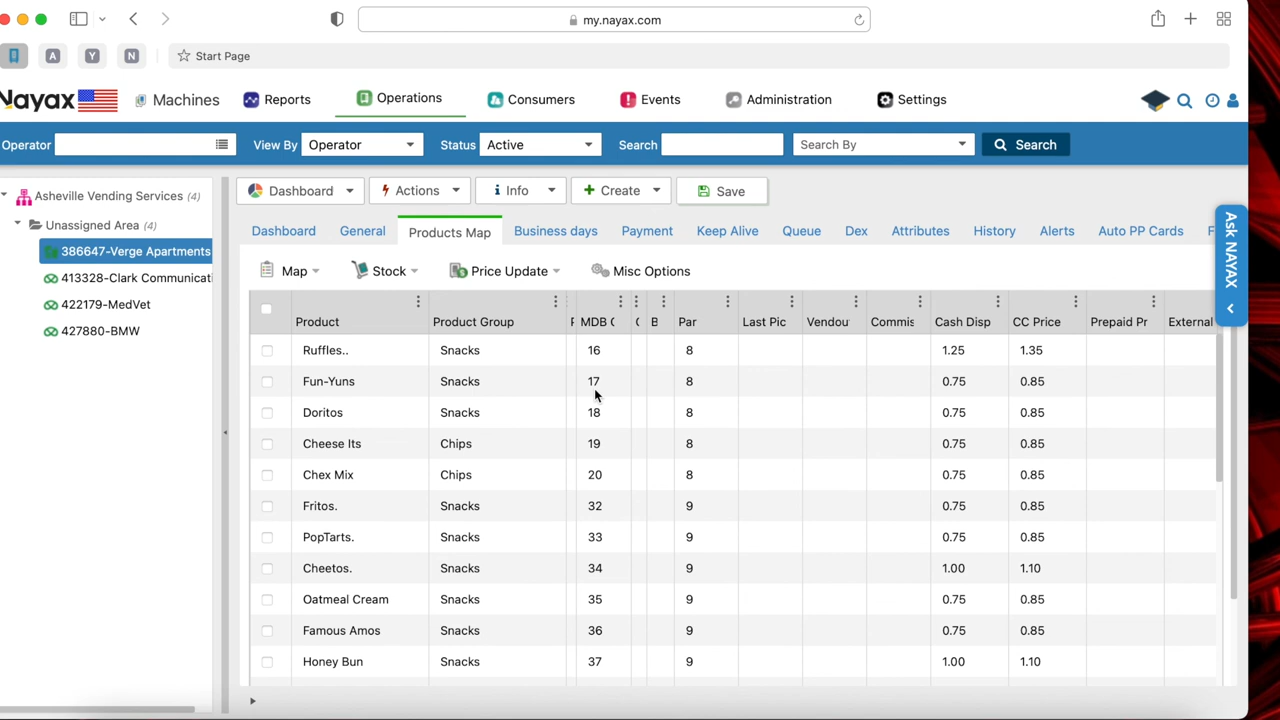 my.nayax.com
A Y N Start Page
Nayax Machines Reports Operations Consumers Events Administration Settings
Operator View By Operator Status Active Search Search By Search
Asheville Vending Services (4)
Unassigned Area (4)
386647-Verge Apartments
413328-Clark Communicati
422179-MedVet
427880-BMW
Dashboard Actions Info Create Save
Dashboard General Products Map Business days Payment Keep Alive Queue Dex Attributes History Alerts Auto PP Cards F
Map Stock Price Update Misc Options
Ask NAYAX
Product Product Group MDB C B Par Last Pic Vendou Commis Cash Disp CC Price Prepaid Pr External
Ruffles.. Snacks 16 8 1.25 1.35
Fun-Yuns Snacks 17 8 0.75 0.85
Doritos Snacks 18 8 0.75 0.85
Cheese Its Chips 19 8 0.75 0.85
Chex Mix Chips 20 8 0.75 0.85
Fritos. Snacks 32 9 0.75 0.85
PopTarts. Snacks 33 9 0.75 0.85
Cheetos. Snacks 34 9 1.00 1.10
Oatmeal Cream Snacks 35 9 0.75 0.85
Famous Amos Snacks 36 9 0.75 0.85
Honey Bun Snacks 37 9 1.00 1.10